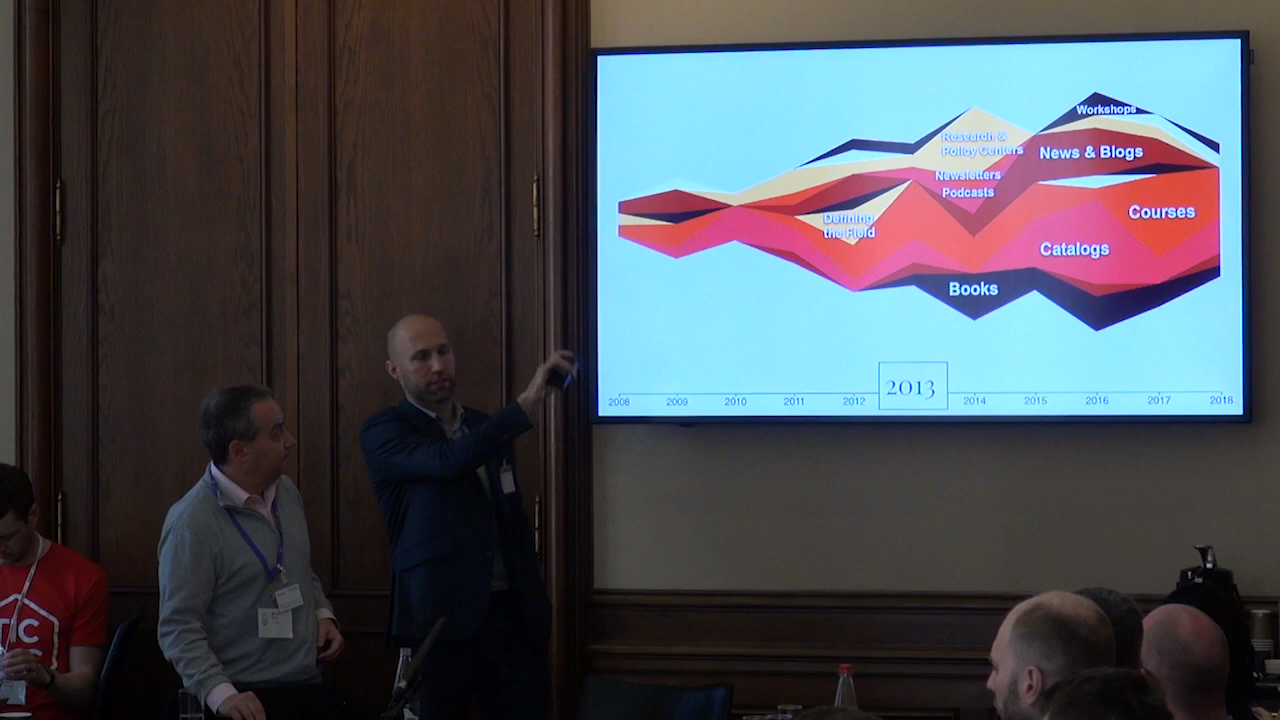 Workshops
Research &
Policy Centers
News & Blogs
Newsletters
Podcasts
Defining
the Field
Courses
Catalogs
Books
2008 2009 2010 2011 2012 2013 2014 2015 2016 2017 2018
TIC